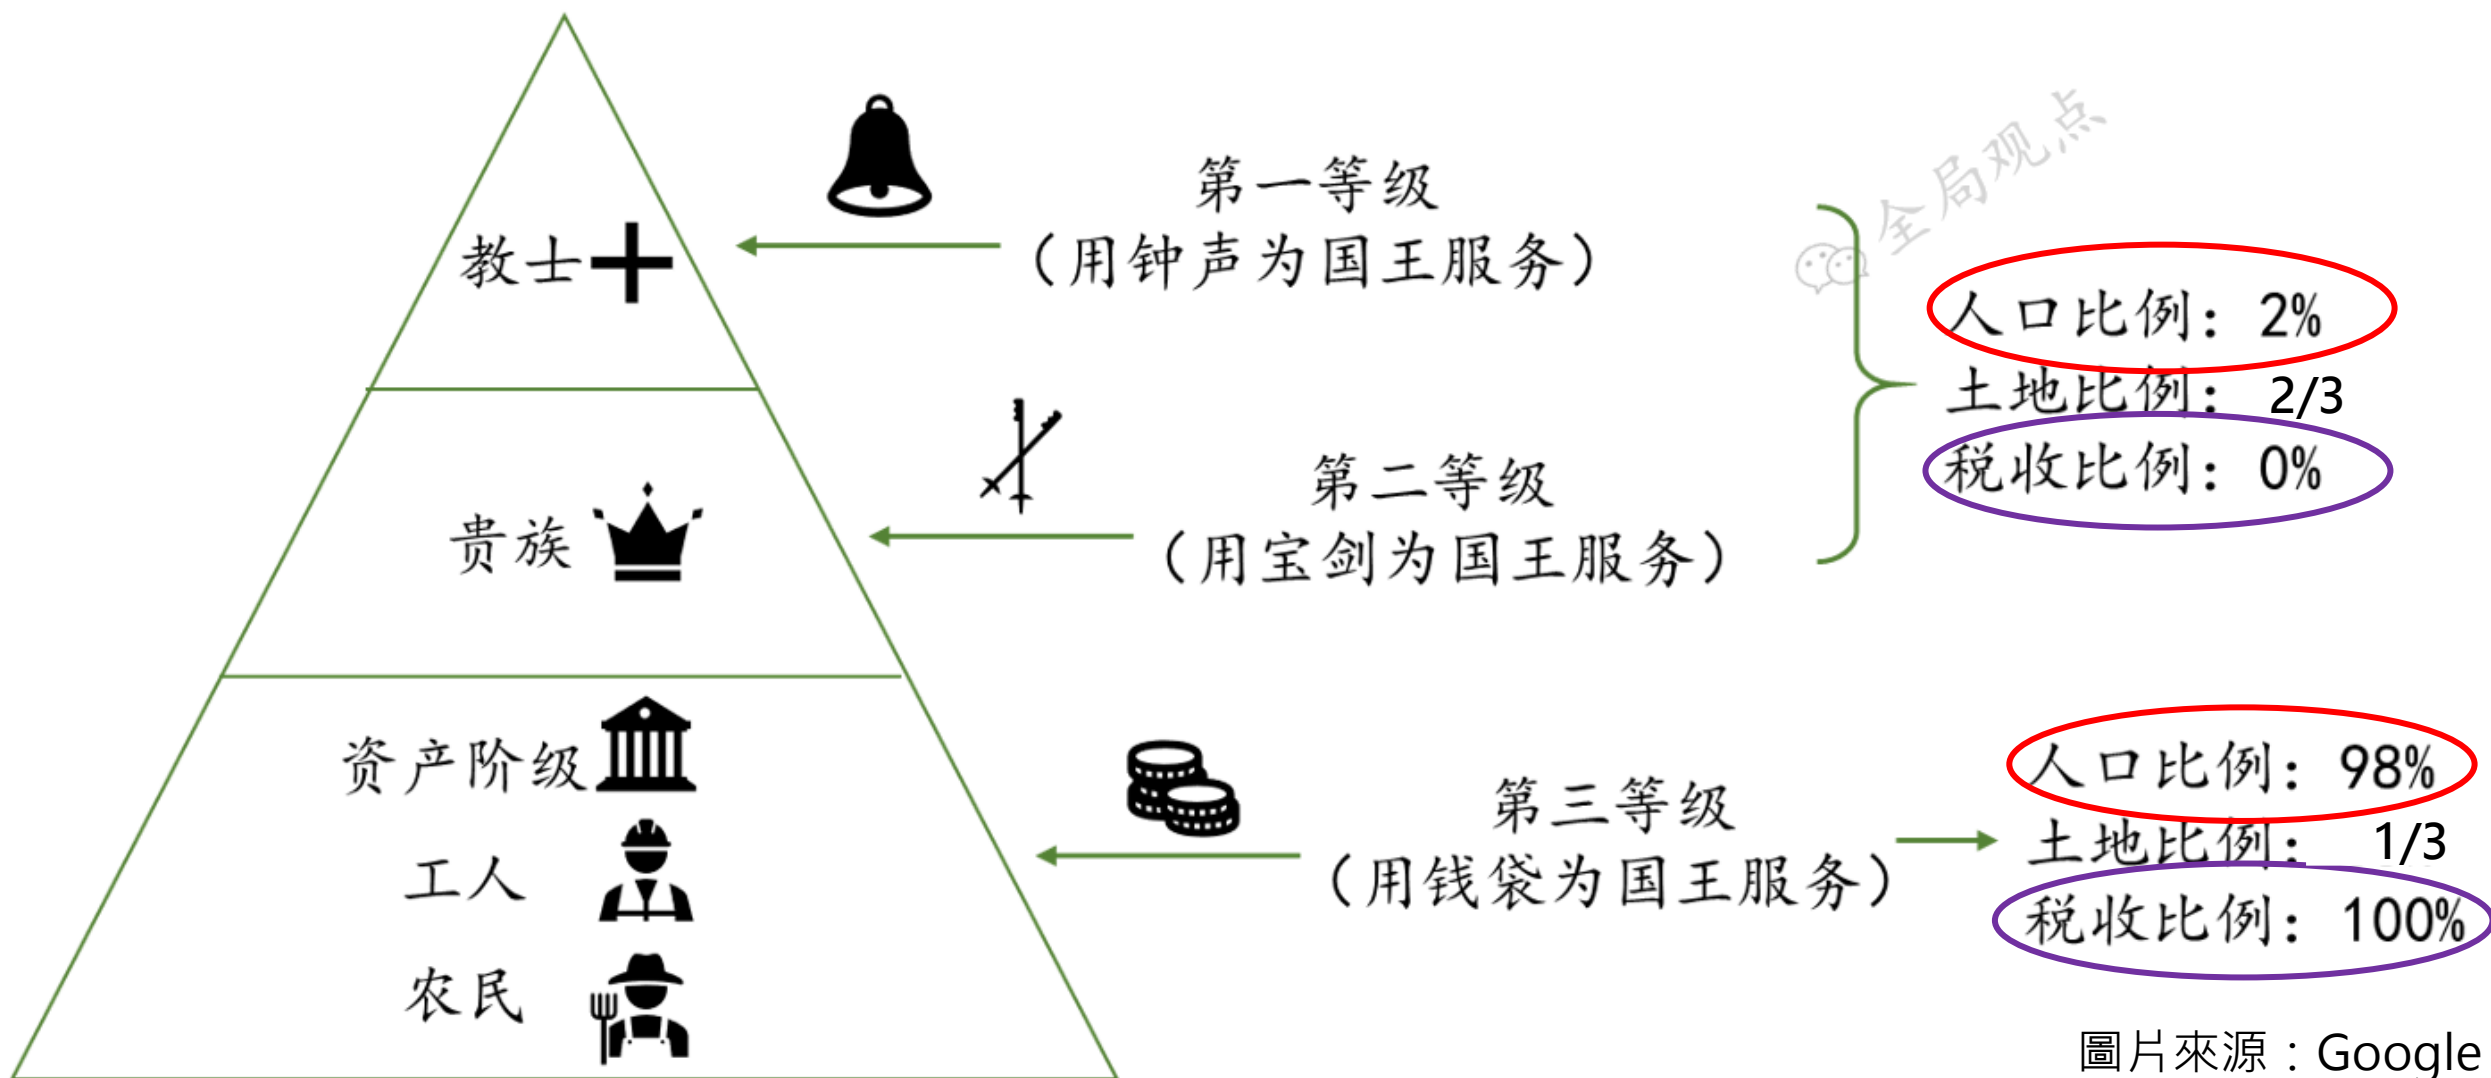 教士
第一等级
（用钟声为国王服务）
全局观点
人口比例：2%
土地比例：2/3
税收比例：0%
贵族
第二等级
（用宝剑为国王服务）
资产阶级
工人
农民
第三等级
（用钱袋为国王服务）
人口比例：98%
土地比例：1/3
税收比例：100%
圖片來源：Google